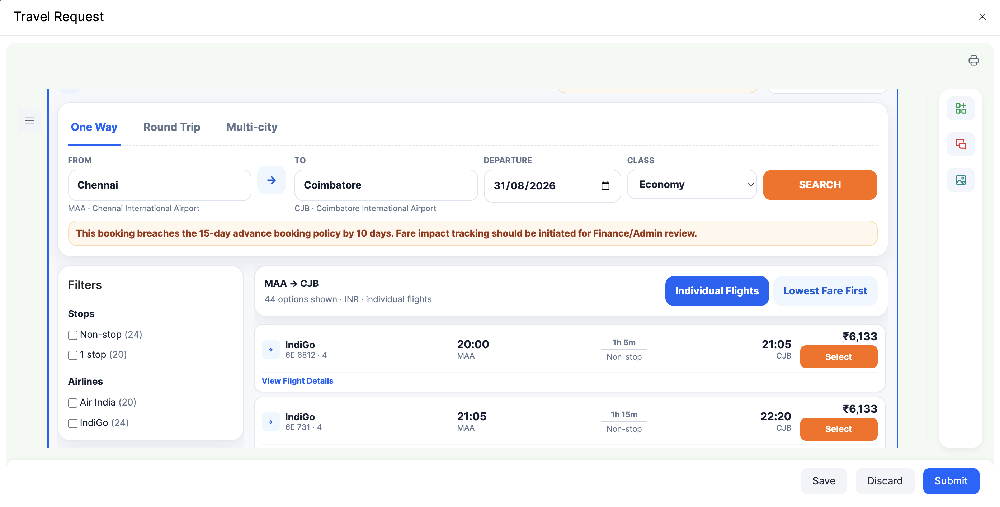 Travel Request
One Way Round Trip Multi-city
FROM TO DEPARTURE CLASS
Chennai Coimbatore 31/08/2026 Economy SEARCH
MAA · Chennai International Airport CJB · Coimbatore International Airport
This booking breaches the 15-day advance booking policy by 10 days. Fare impact tracking should be initiated for Finance/Admin review.
Filters
Stops
Non-stop (24)
1 stop (20)
Airlines
Air India (20)
IndiGo (24)
MAA → CJB
44 options shown · INR · individual flights
Individual Flights Lowest Fare First
IndiGo
6E 6812 · 4
20:00
MAA
1h 5m
Non-stop
21:05
CJB
₹6,133
Select
View Flight Details
IndiGo
6E 731 · 4
21:05
MAA
1h 15m
Non-stop
22:20
CJB
₹6,133
Select
Save Discard Submit